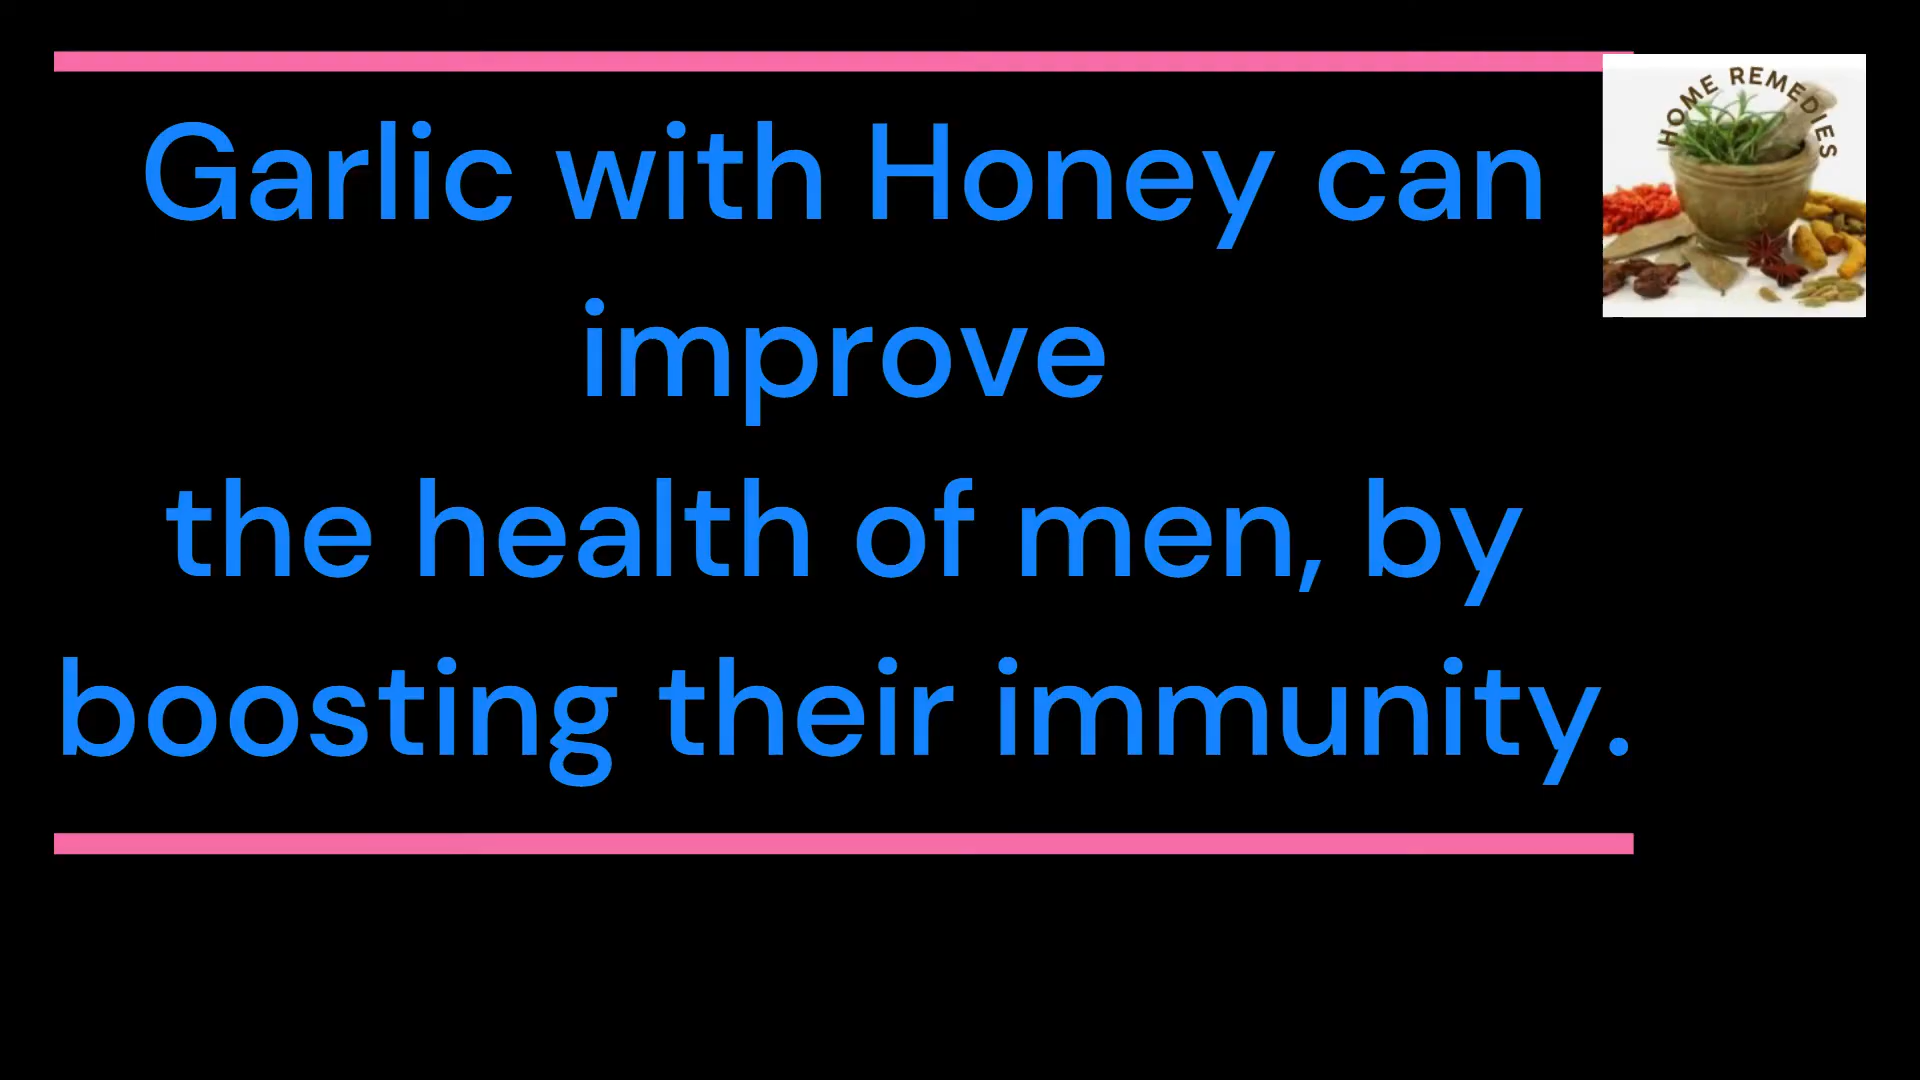 HOME REMEDIES
Garlic with Honey can
improve
the health of men, by
boosting their immunity.